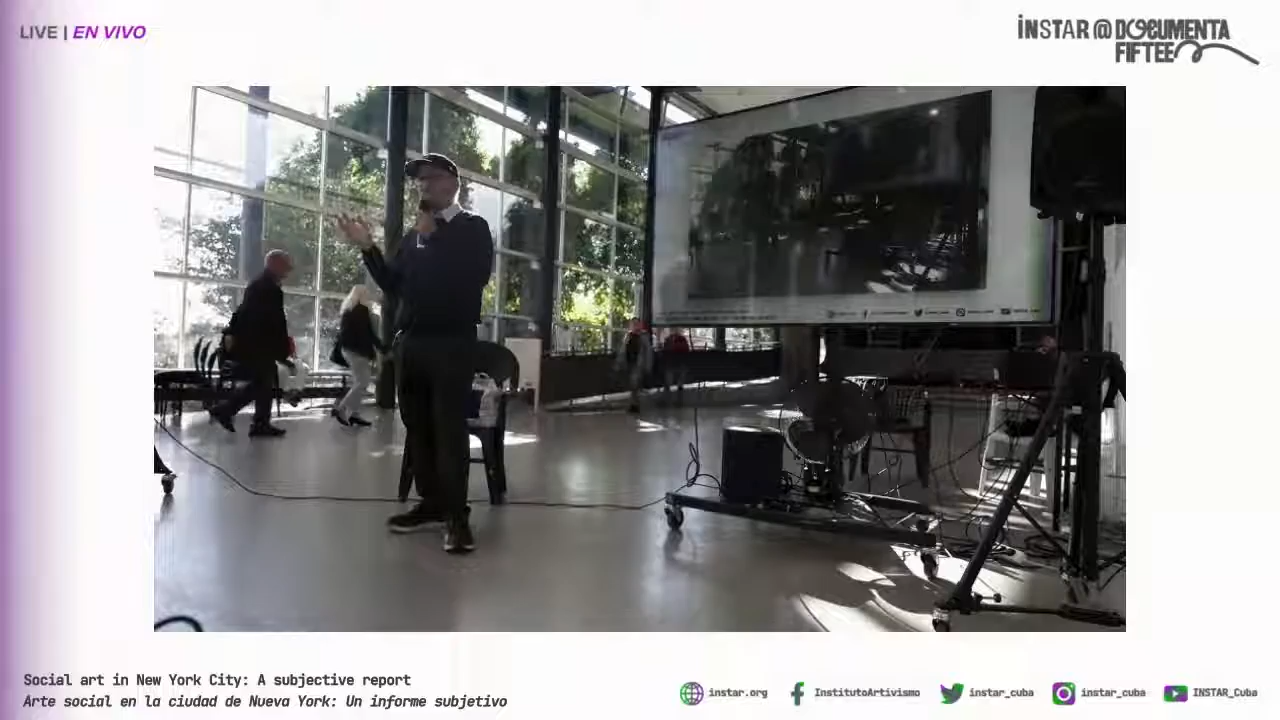 LIVE | EN VIVO
INSTAR @ DOCUMENTA
FIFTEEN
Social art in New York City: A subjective report
Arte social en la ciudad de Nueva York: Un informe subjetivo
instar.org
InstitutoArtivismo
instar_cuba
instar_cuba
INSTAR_Cuba